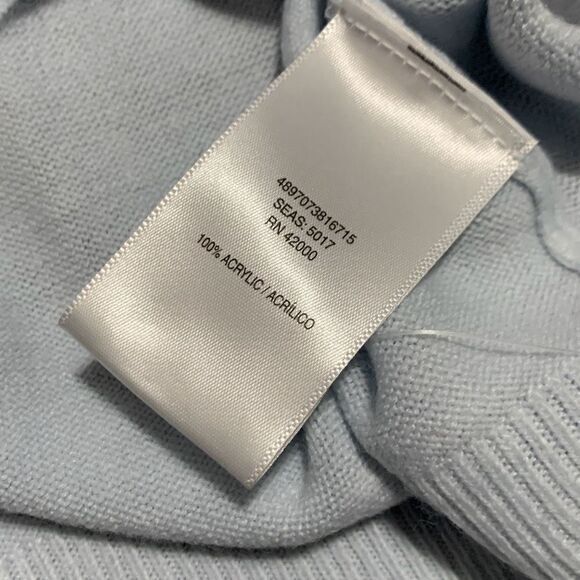 4897073816715
SEAS: 5017
RN 42000
100% ACRYLIC / ACRÍLICO